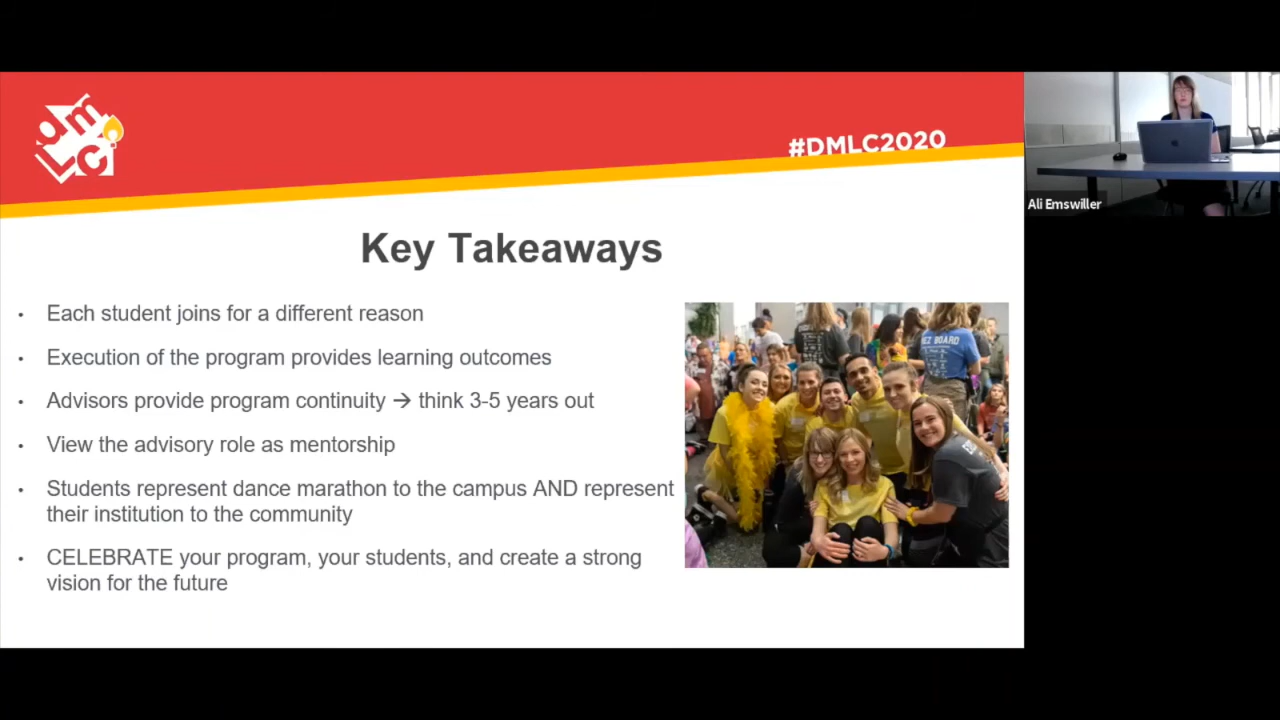 DMLC
#DMLC2020
Ali Emswiller
Key Takeaways
• Each student joins for a different reason
• Execution of the program provides learning outcomes
• Advisors provide program continuity → think 3-5 years out
• View the advisory role as mentorship
• Students represent dance marathon to the campus AND represent
their institution to the community
• CELEBRATE your program, your students, and create a strong
vision for the future
BOARD